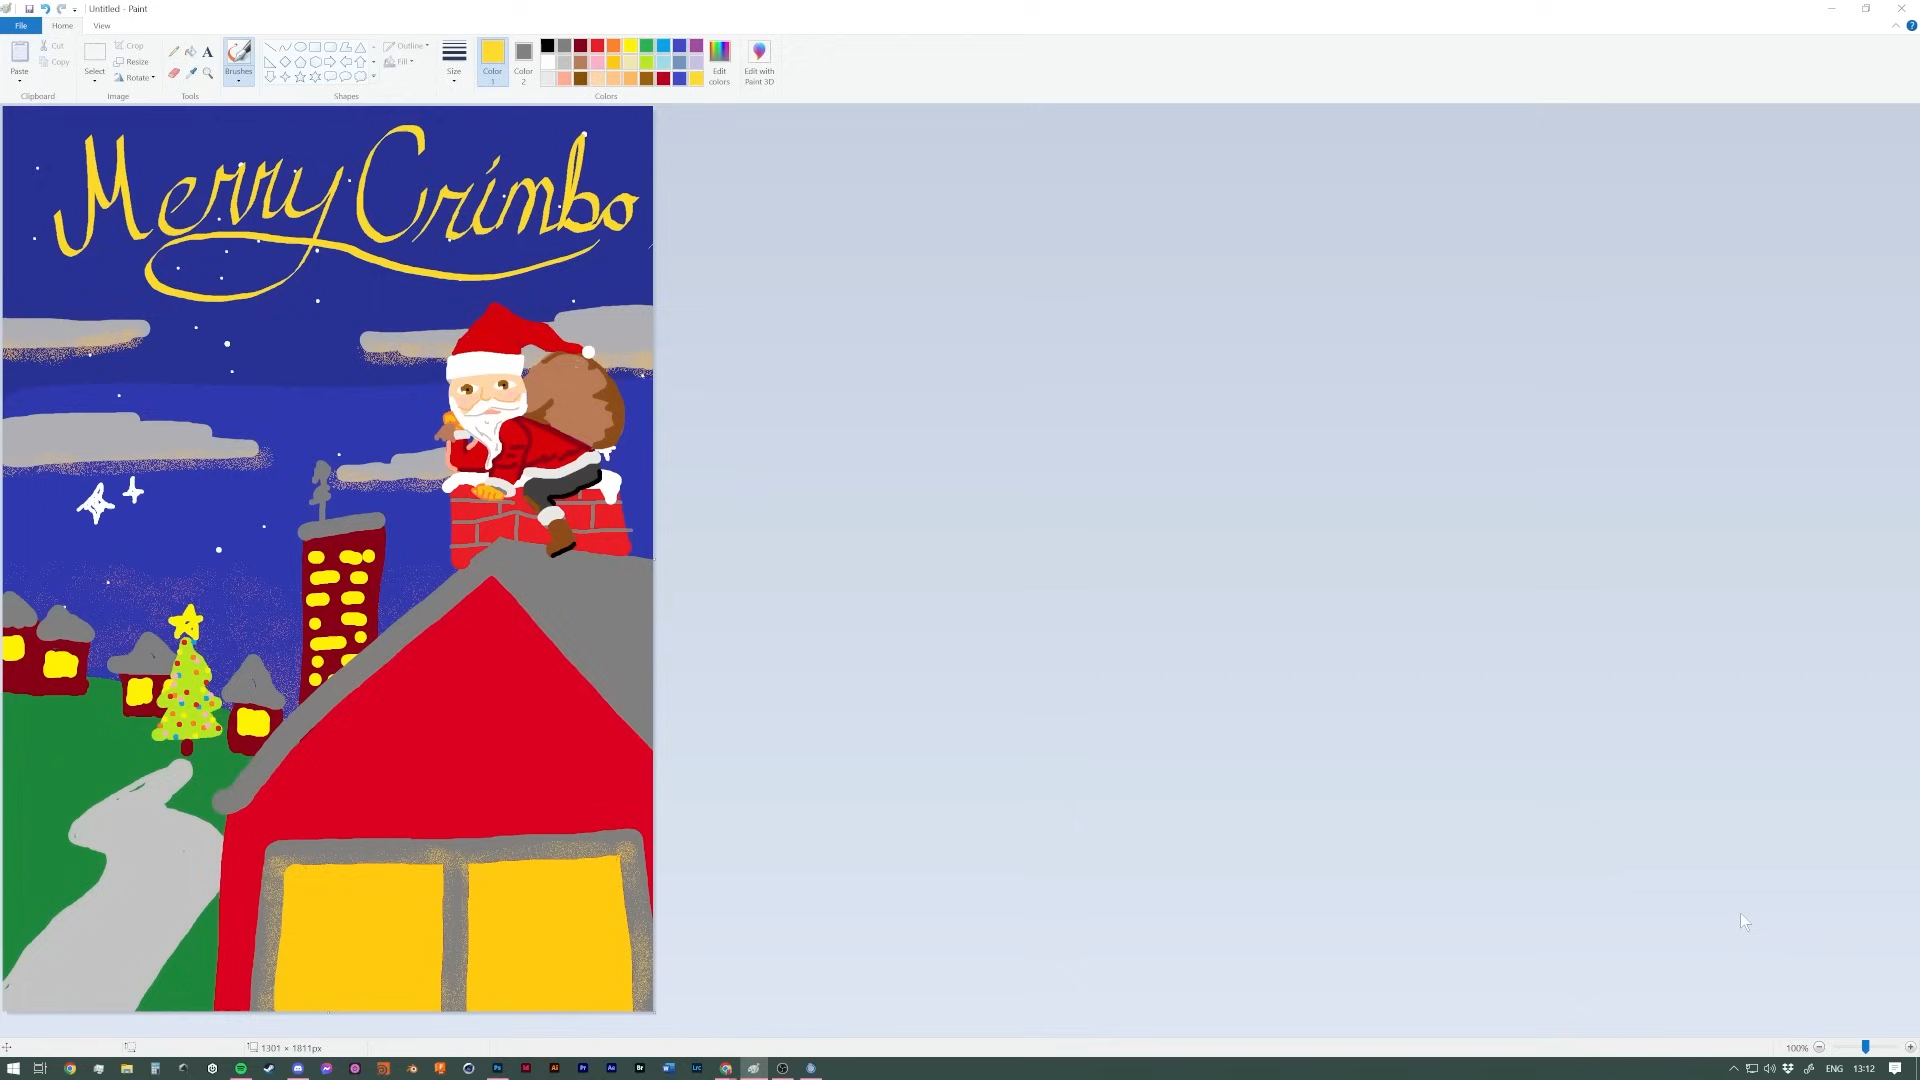 Untitled - Paint
File Home View
Paste
Cut
Copy
Clipboard
Select
Crop
Resize
Rotate
Image
A
Tools
Brushes
Outline
Fill
Shapes
Size
Color 1
Color 2
Edit colors
Colors
Edit with Paint 3D
Merry Crimbo
1301 × 1811px
100%
ENG 13:12